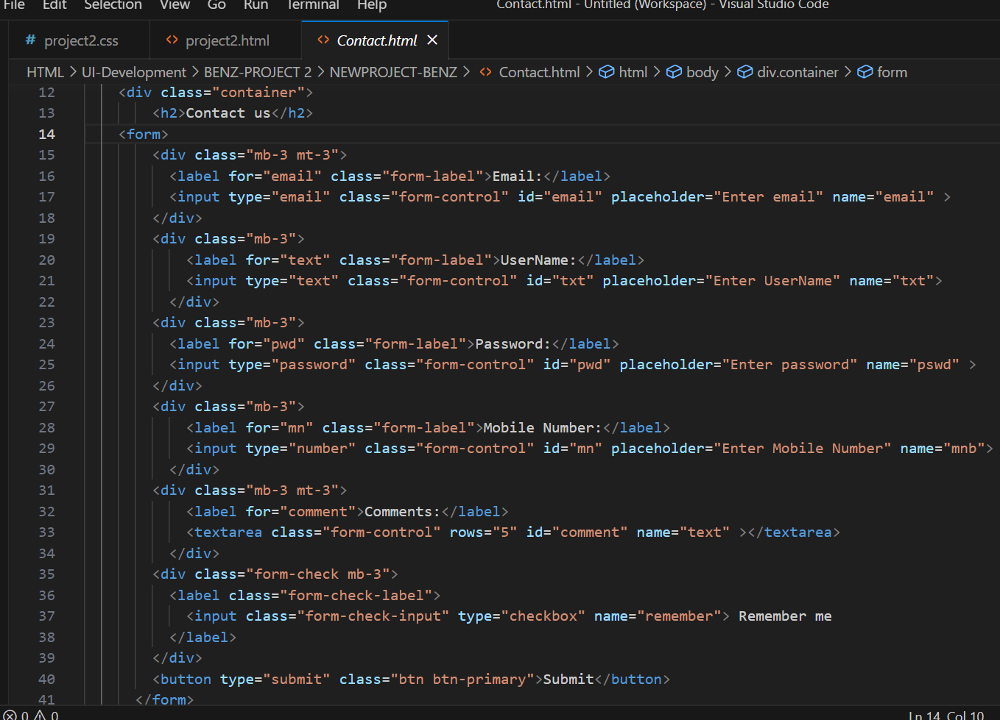 File Edit Selection View Go Run Terminal Help Contact.html - Untitled (Workspace) - Visual Studio Code
# project2.css <> project2.html <> Contact.html ×
HTML > UI-Development > BENZ-PROJECT 2 > NEWPROJECT-BENZ > <> Contact.html > html > body > div.container > form
12 <div class="container">
13 <h2>Contact us</h2>
14 <form>
15 <div class="mb-3 mt-3">
16 <label for="email" class="form-label">Email:</label>
17 <input type="email" class="form-control" id="email" placeholder="Enter email" name="email" >
18 </div>
19 <div class="mb-3">
20 <label for="text" class="form-label">UserName:</label>
21 <input type="text" class="form-control" id="txt" placeholder="Enter UserName" name="txt">
22 </div>
23 <div class="mb-3">
24 <label for="pwd" class="form-label">Password:</label>
25 <input type="password" class="form-control" id="pwd" placeholder="Enter password" name="pswd" >
26 </div>
27 <div class="mb-3">
28 <label for="mn" class="form-label">Mobile Number:</label>
29 <input type="number" class="form-control" id="mn" placeholder="Enter Mobile Number" name="mnb">
30 </div>
31 <div class="mb-3 mt-3">
32 <label for="comment">Comments:</label>
33 <textarea class="form-control" rows="5" id="comment" name="text" ></textarea>
34 </div>
35 <div class="form-check mb-3">
36 <label class="form-check-label">
37 <input class="form-check-input" type="checkbox" name="remember"> Remember me
38 </label>
39 </div>
40 <button type="submit" class="btn btn-primary">Submit</button>
41 </form>
0 0 Ln 14, Col 10